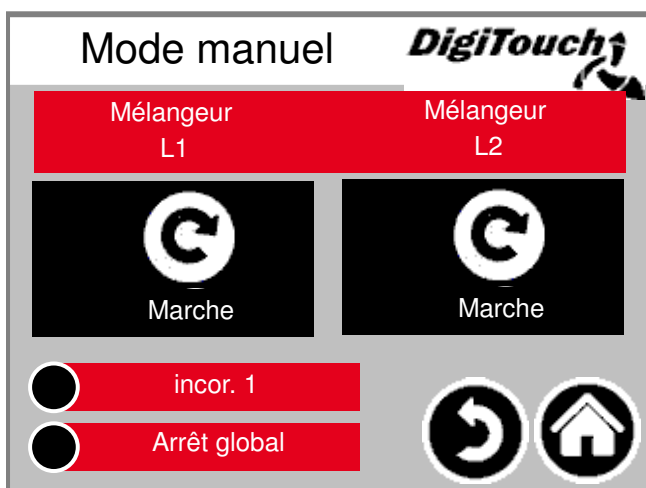 Mode manuel
DigiTouch
Mélangeur
L1
Mélangeur
L2
Marche
Marche
incor. 1
Arrêt global